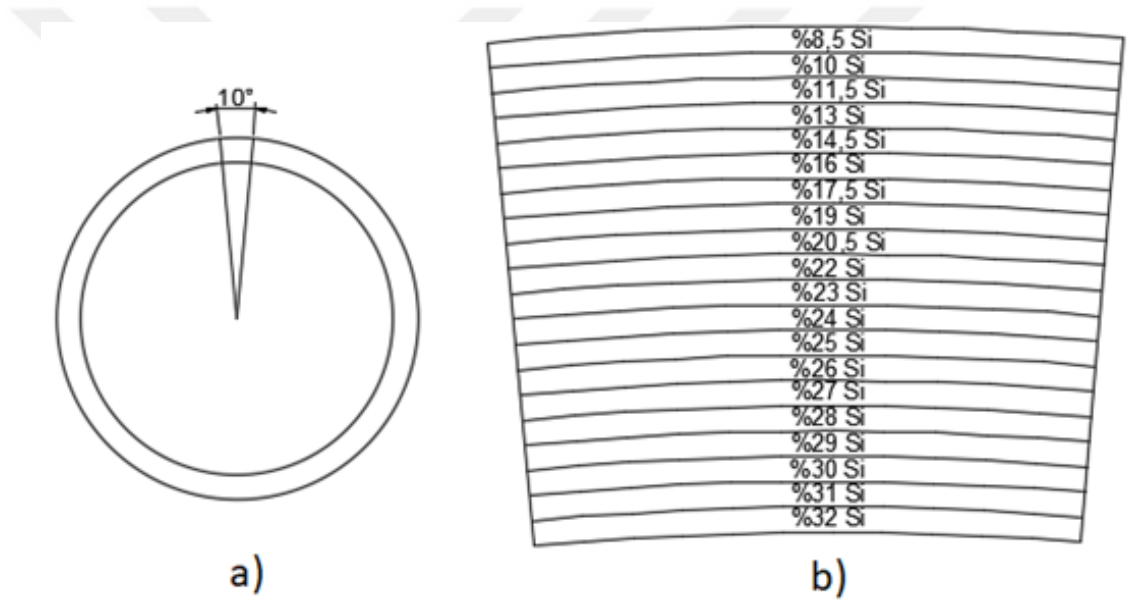 10°
%8,5 Si
%10 Si
%11,5 Si
%13 Si
%14,5 Si
%16 Si
%17,5 Si
%19 Si
%20,5 Si
%22 Si
%23 Si
%24 Si
%25 Si
%26 Si
%27 Si
%28 Si
%29 Si
%30 Si
%31 Si
%32 Si
a)
b)